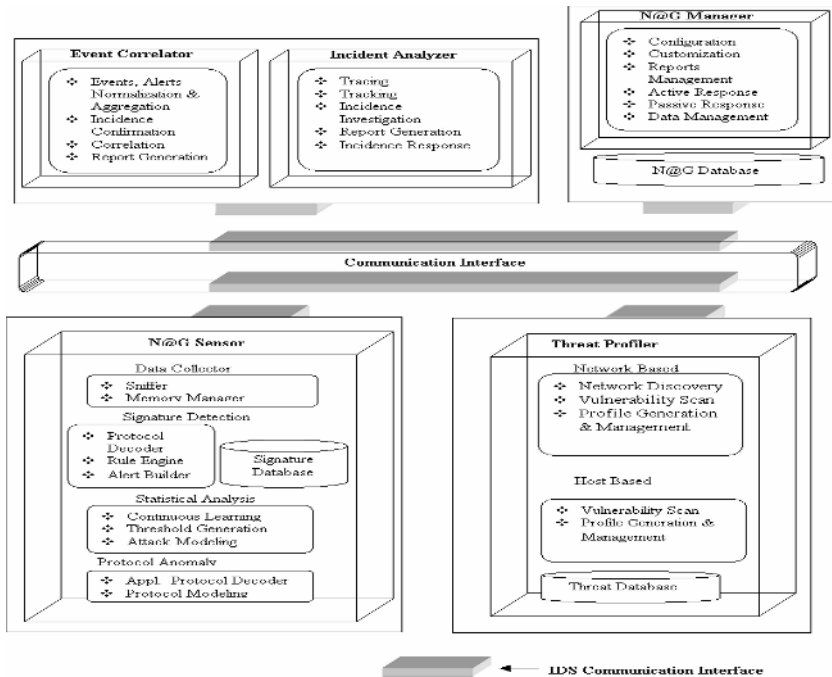 N@G Manager
❖ Configuration
❖ Customization
❖ Reports
Management
❖ Active Response
❖ Passive Response
❖ Data Management
N@G Database
Event Correlator
❖ Events, Alerts
Normalization &
Aggregation
❖ Incidence
Confirmation
❖ Correlation
❖ Report Generation
Incident Analyzer
❖ Tracing
❖ Tracking
❖ Incidence
Investigation
❖ Report Generation
❖ Incidence Response
Communication Interface
N@G Sensor
Data Collector
❖ Sniffer
❖ Memory Manager
Signature Detection
❖ Protocol
Decoder
❖ Rule Engine
❖ Alert Builder
Signature
Database
Statistical Analysis
❖ Continuous Learning
❖ Threshold Generation
❖ Attack Modeling
Protocol Anomaly
❖ Appl. Protocol Decoder
❖ Protocol Modeling
Threat Profiler
Network Based
❖ Network Discovery
❖ Vulnerability Scan
❖ Profile Generation
& Management
Host Based
❖ Vulnerability Scan
❖ Profile Generation &
Management
Threat Database
IDS Communication Interface